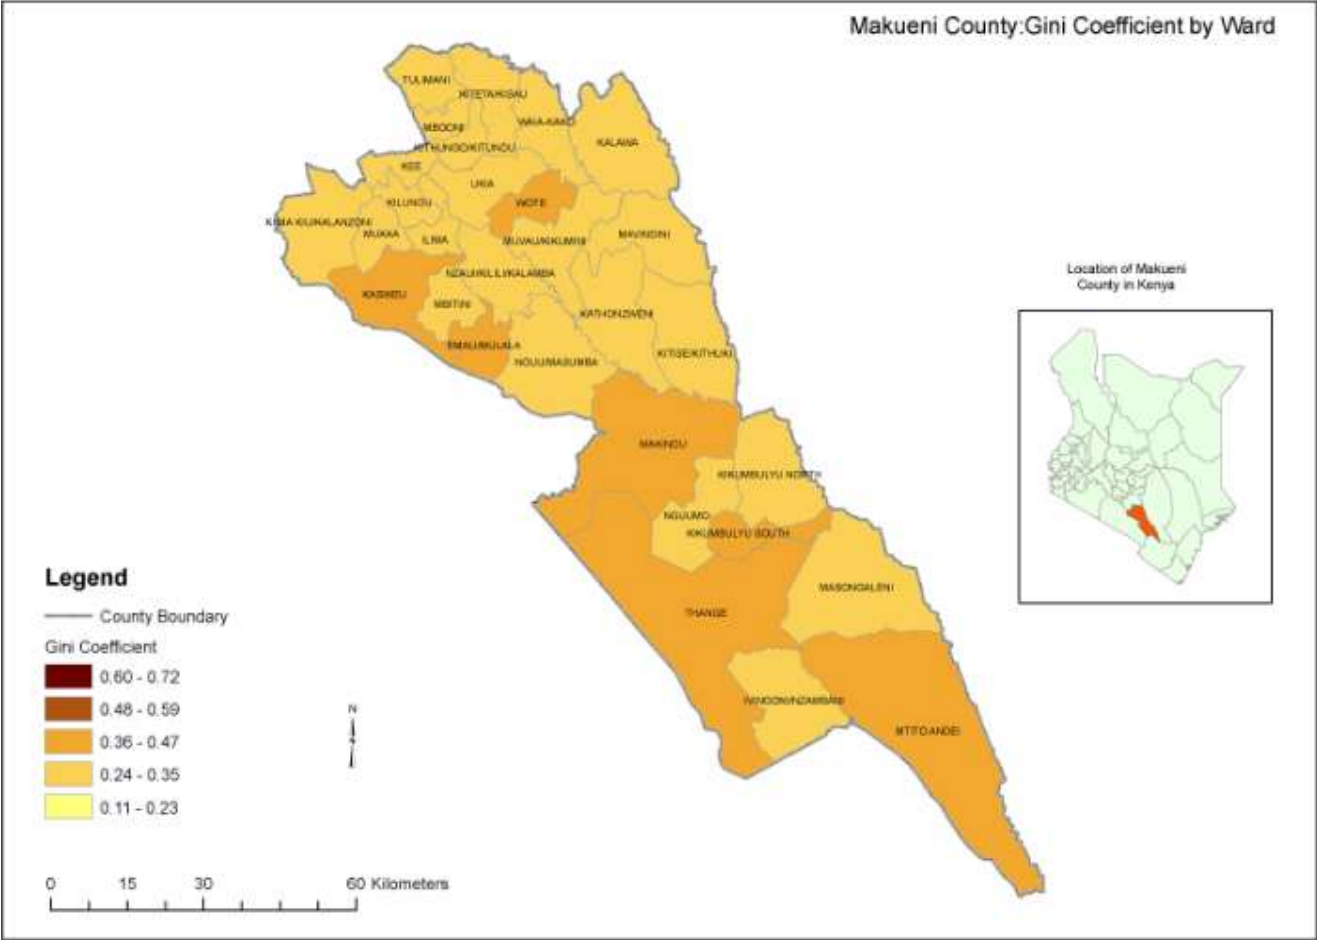 Makueni County:Gini Coefficient by Ward
TULIMANI
KITETA/KISAU
MBOONI
WAIA-KAKO
KITHUNGO/KITUNDU
KALAWA
KEE
UKIA
KILUNGU
WOTE
KIIMA KIU/KALANZONI
MUKAA
ILIMA
MUVAU/KIKUMINI
MAVINDINI
NZAUI/KILILI/KALAMBA
KASIKEU
MBITINI
KATHONZWENI
EMALI/MULALA
NGUU/MASUMBA
KITISE/KITHUKI
MAKINDU
KIKUMBULYU NORTH
NGUUMO
KIKUMBULYU SOUTH
MASONGALENI
THANGE
IVINGONI/NZAMBANI
MTITO ANDEI
Location of Makueni
County in Kenya
Legend
County Boundary
Gini Coefficient
0.60 - 0.72
0.48 - 0.59
0.36 - 0.47
0.24 - 0.35
0.11 - 0.23
N
0 15 30 60 Kilometers